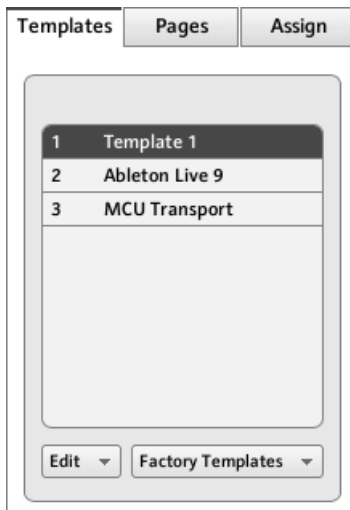 Templates Pages Assign
1 Template 1
2 Ableton Live 9
3 MCU Transport
Edit Factory Templates